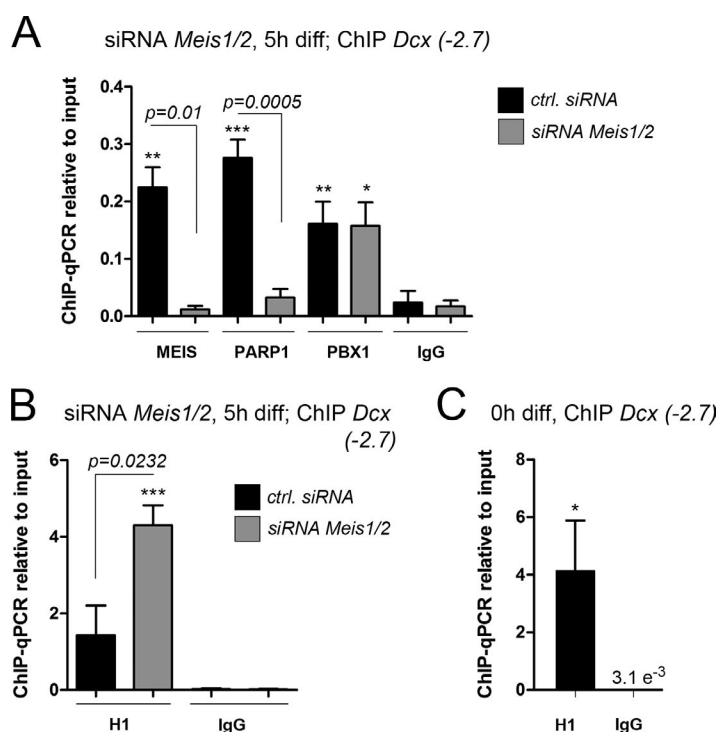 A
siRNA Meis1/2, 5h diff; ChIP Dcx (-2.7)
ChIP-qPCR relative to input
0.4
0.3
0.2
0.1
0.0
p=0.01
p=0.0005
**
***
**
*
ctrl. siRNA
siRNA Meis1/2
MEIS
PARP1
PBX1
IgG
B
siRNA Meis1/2, 5h diff; ChIP Dcx
(-2.7)
ChIP-qPCR relative to input
6
4
2
0
p=0.0232
***
ctrl. siRNA
siRNA Meis1/2
H1
IgG
C
0h diff, ChIP Dcx (-2.7)
ChIP-qPCR relative to input
8
6
4
2
0
*
3.1 e-3
H1
IgG